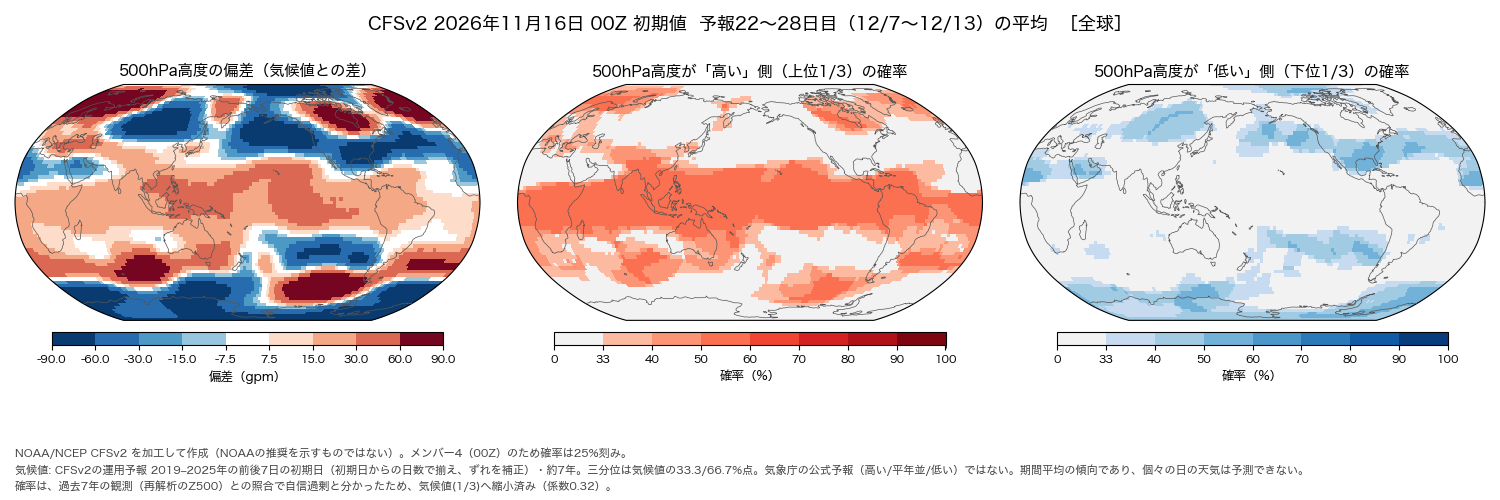 CFSv2 2026年11月16日 00Z 初期値 予報22〜28日目（12/7〜12/13）の平均 ［全球］
500hPa高度の偏差（気候値との差）
500hPa高度が「高い」側（上位1/3）の確率
500hPa高度が「低い」側（下位1/3）の確率
-90.0 -60.0 -30.0 -15.0 -7.5 7.5 15.0 30.0 60.0 90.0
偏差（gpm）
0 33 40 50 60 70 80 90 100
確率（%）
0 33 40 50 60 70 80 90 100
確率（%）
NOAA/NCEP CFSv2 を加工して作成（NOAAの推奨を示すものではない）。メンバー4（00Z）のため確率は25%刻み。
気候値: CFSv2の運用予報 2019–2025年の前後7日の初期日（初期日からの日数で揃え、ずれを補正）・約7年。三分位は気候値の33.3/66.7%点。気象庁の公式予報（高い/平年並/低い）ではない。期間平均の傾向であり、個々の日の天気は予測できない。
確率は、過去7年の観測（再解析のZ500）との照合で自信過剰と分かったため、気候値(1/3)へ縮小済み（係数0.32）。